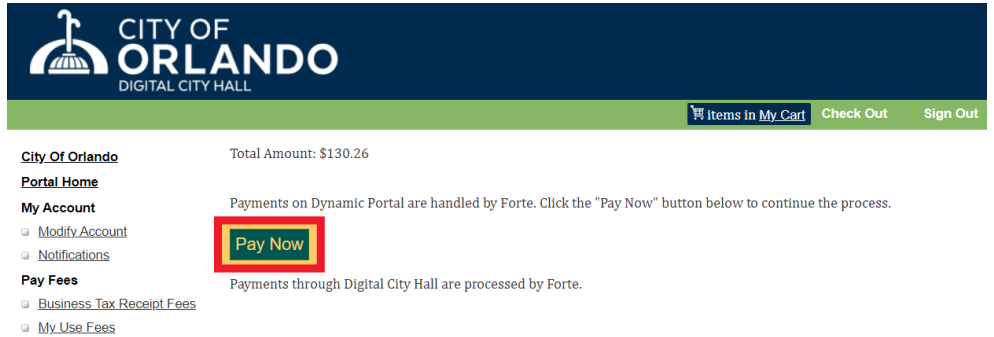 CITY OF
ORLANDO
DIGITAL CITY HALL
items in My Cart Check Out Sign Out
City Of Orlando
Portal Home
My Account
Modify Account
Notifications
Pay Fees
Business Tax Receipt Fees
My Use Fees
Total Amount: $130.26
Payments on Dynamic Portal are handled by Forte. Click the "Pay Now" button below to continue the process.
Pay Now
Payments through Digital City Hall are processed by Forte.